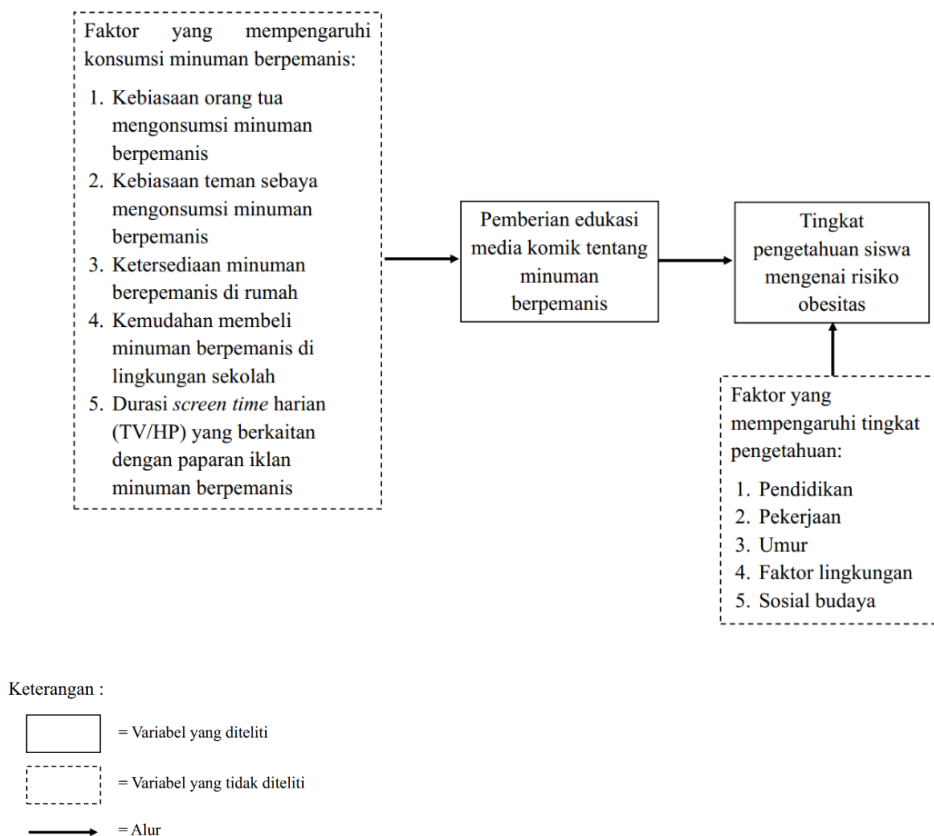 Faktor yang mempengaruhi
konsumsi minuman berpemanis:
1. Kebiasaan orang tua
mengonsumsi minuman
berpemanis
2. Kebiasaan teman sebaya
mengonsumsi minuman
berpemanis
3. Ketersediaan minuman
berepemanis di rumah
4. Kemudahan membeli
minuman berpemanis di
lingkungan sekolah
5. Durasi screen time harian
(TV/HP) yang berkaitan
dengan paparan iklan
minuman berpemanis
Pemberian edukasi
media komik tentang
minuman
berpemanis
Tingkat
pengetahuan siswa
mengenai risiko
obesitas
Faktor yang
mempengaruhi tingkat
pengetahuan:
1. Pendidikan
2. Pekerjaan
3. Umur
4. Faktor lingkungan
5. Sosial budaya
Keterangan :
= Variabel yang diteliti
= Variabel yang tidak diteliti
= Alur